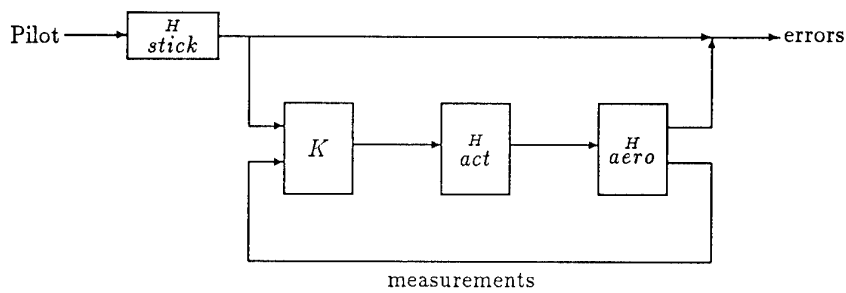 Pilot
H
stick
errors
K
H
act
H
aero
measurements